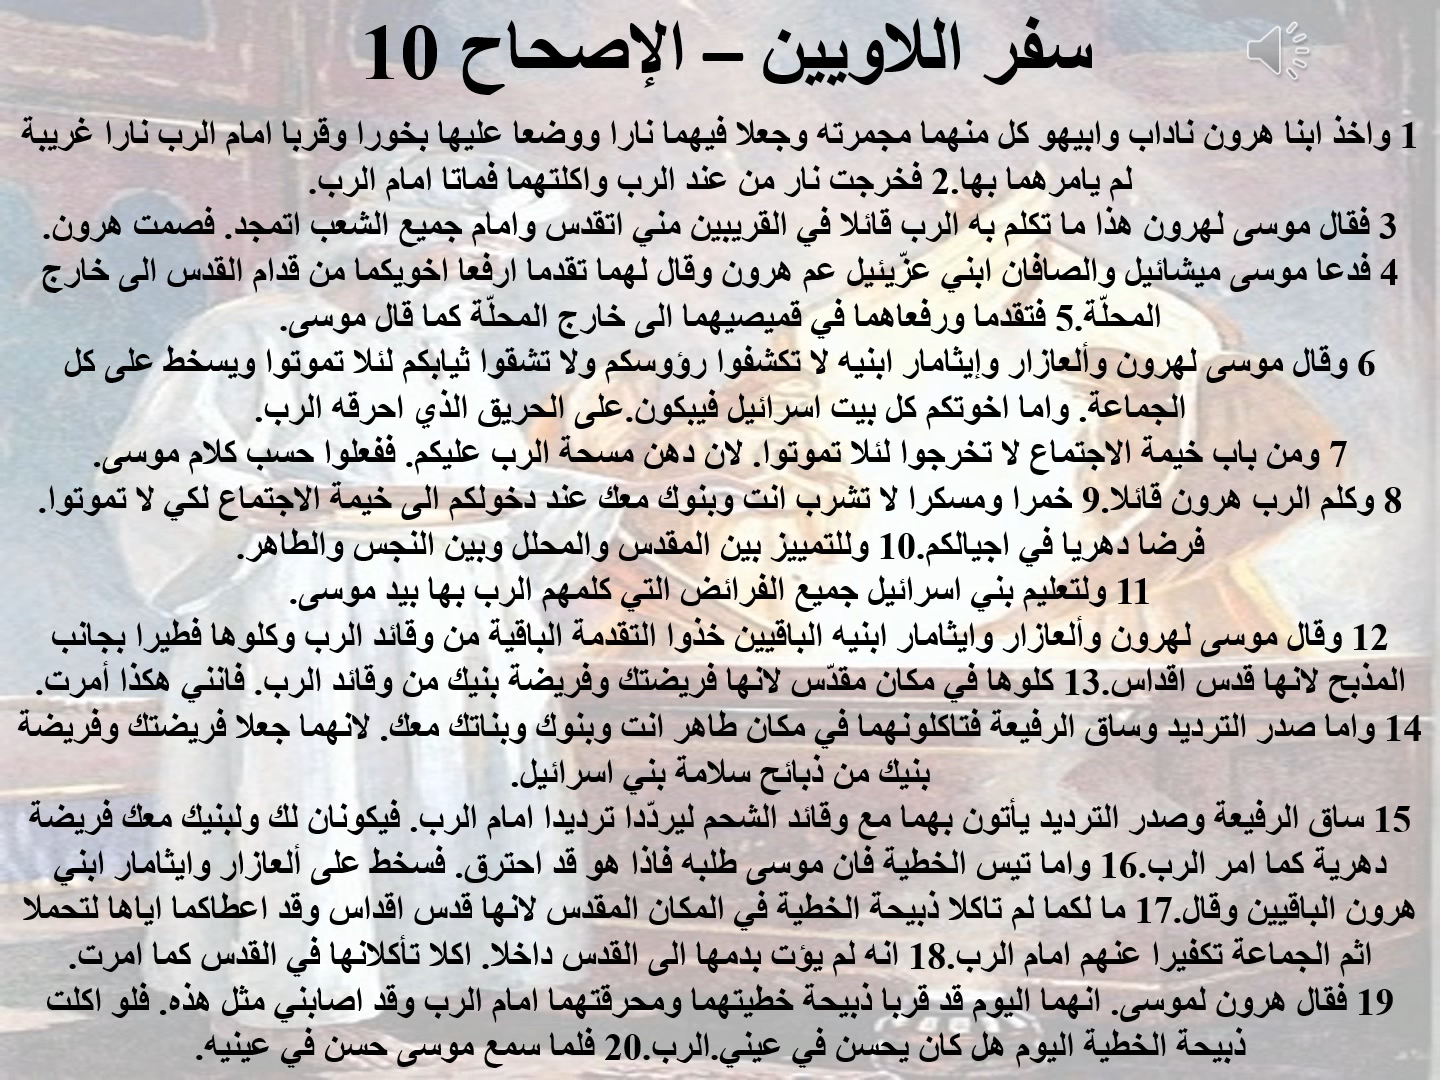 سفر اللاويين – الإصحاح 10
1 واخذ ابنا هرون ناداب وابيهو كل منهما مجمرته وجعلا فيهما نارا ووضعا عليها بخورا وقربا امام الرب نارا غريبة
لم يامرهما بها.2 فخرجت نار من عند الرب واكلتهما فماتا امام الرب.
3 فقال موسى لهرون هذا ما تكلم به الرب قائلا في القريبين مني اتقدس وامام جميع الشعب اتمجد. فصمت هرون.
4 فدعا موسى ميشائيل والصافان ابني عزّيئيل عم هرون وقال لهما تقدما ارفعا اخويكما من قدام القدس الى خارج
المحلّة.5 فتقدما ورفعاهما في قميصيهما الى خارج المحلّة كما قال موسى.
6 وقال موسى لهرون وألعازار وإيثامار ابنيه لا تكشفوا رؤوسكم ولا تشقوا ثيابكم لئلا تموتوا ويسخط على كل
الجماعة. واما اخوتكم كل بيت اسرائيل فيبكون.على الحريق الذي احرقه الرب.
7 ومن باب خيمة الاجتماع لا تخرجوا لئلا تموتوا. لان دهن مسحة الرب عليكم. ففعلوا حسب كلام موسى.
8 وكلم الرب هرون قائلا.9 خمرا ومسكرا لا تشرب انت وبنوك معك عند دخولكم الى خيمة الاجتماع لكي لا تموتوا.
فرضا دهريا في اجيالكم.10 وللتمييز بين المقدس والمحلل وبين النجس والطاهر.
11 ولتعليم بني اسرائيل جميع الفرائض التي كلمهم الرب بها بيد موسى.
12 وقال موسى لهرون وألعازار وايثامار ابنيه الباقيين خذوا التقدمة الباقية من وقائد الرب وكلوها فطيرا بجانب
المذبح لانها قدس اقداس.13 كلوها في مكان مقدّس لانها فريضتك وفريضة بنيك من وقائد الرب. فانني هكذا أمرت.
14 واما صدر الترديد وساق الرفيعة فتاكلونهما في مكان طاهر انت وبنوك وبناتك معك. لانهما جعلا فريضتك وفريضة
بنيك من ذبائح سلامة بني اسرائيل.
15 ساق الرفيعة وصدر الترديد يأتون بهما مع وقائد الشحم ليردّدا ترديدا امام الرب. فيكونان لك ولبنيك معك فريضة
دهرية كما امر الرب.16 واما تيس الخطية فان موسى طلبه فاذا هو قد احترق. فسخط على ألعازار وايثامار ابني
هرون الباقيين وقال.17 ما لكما لم تاكلا ذبيحة الخطية في المكان المقدس لانها قدس اقداس وقد اعطاكما اياها لتحملا
اثم الجماعة تكفيرا عنهم امام الرب.18 انه لم يؤت بدمها الى القدس داخلا. اكلا تأكلانها في القدس كما امرت.
19 فقال هرون لموسى. انهما اليوم قد قربا ذبيحة خطيتهما ومحرقتهما امام الرب وقد اصابني مثل هذه. فلو اكلت
ذبيحة الخطية اليوم هل كان يحسن في عيني.الرب.20 فلما سمع موسى حسن في عينيه.